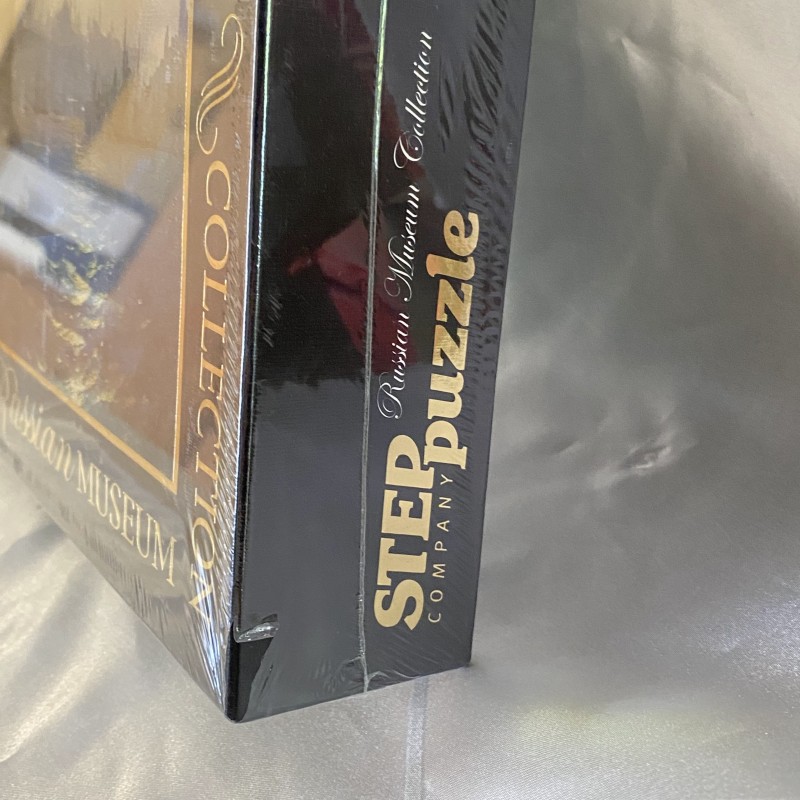 COLLECTION
Russian MUSEUM
Russian Museum Collection
STEP puzzle
COMPANY